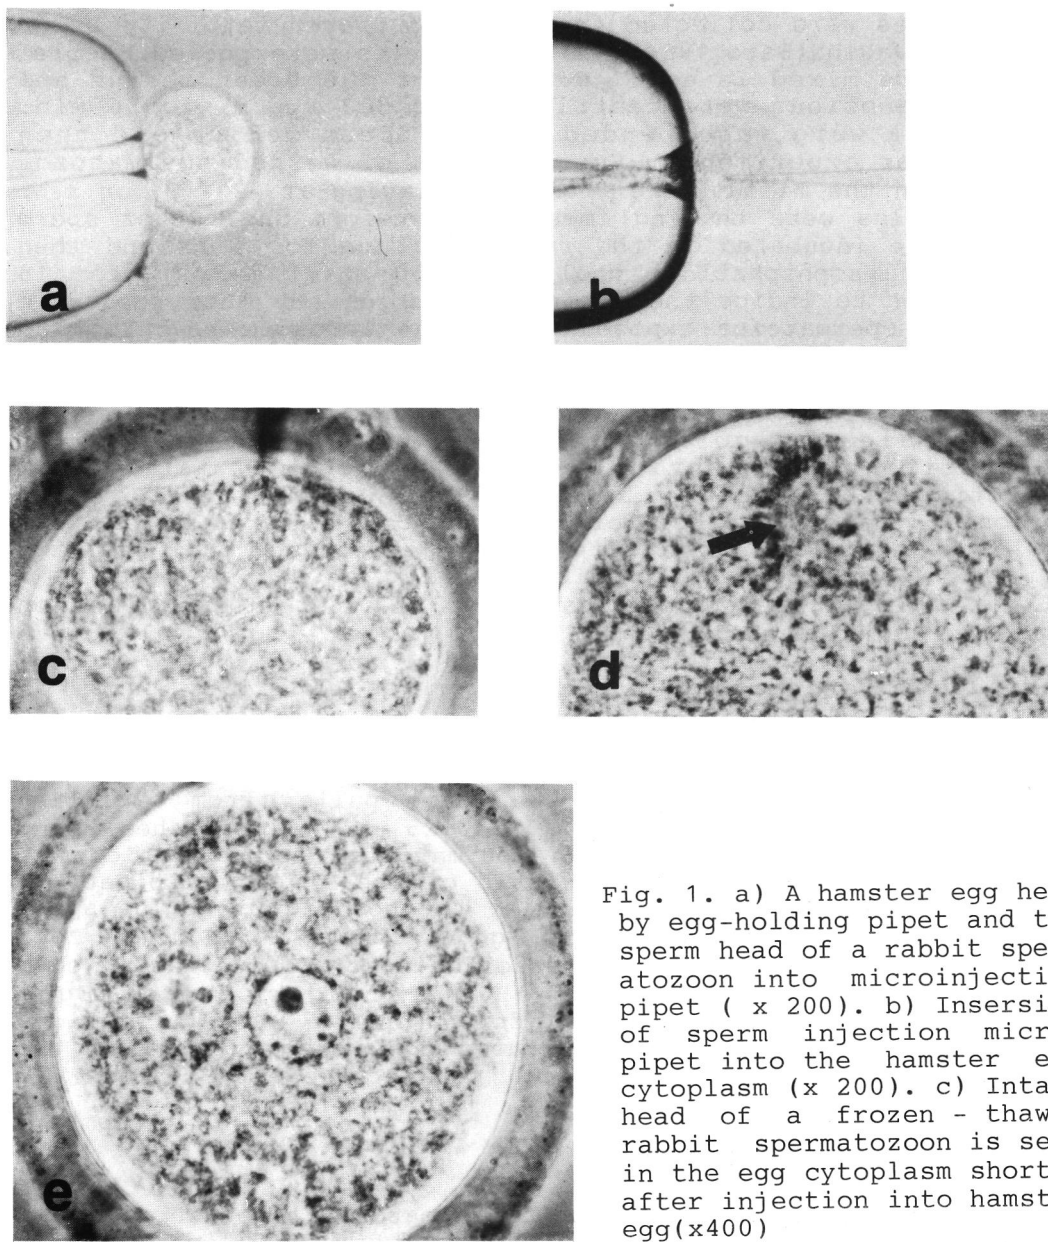 a
b
c
d
e
Fig. 1. a) A hamster egg he
by egg-holding pipet and t
sperm head of a rabbit spe
atozoon into microinjecti
pipet ( x 200). b) Insersi
of sperm injection micr
pipet into the hamster e
cytoplasm (x 200). c) Inta
head of a frozen - thaw
rabbit spermatozoon is se
in the egg cytoplasm short
after injection into hamst
egg(x400)